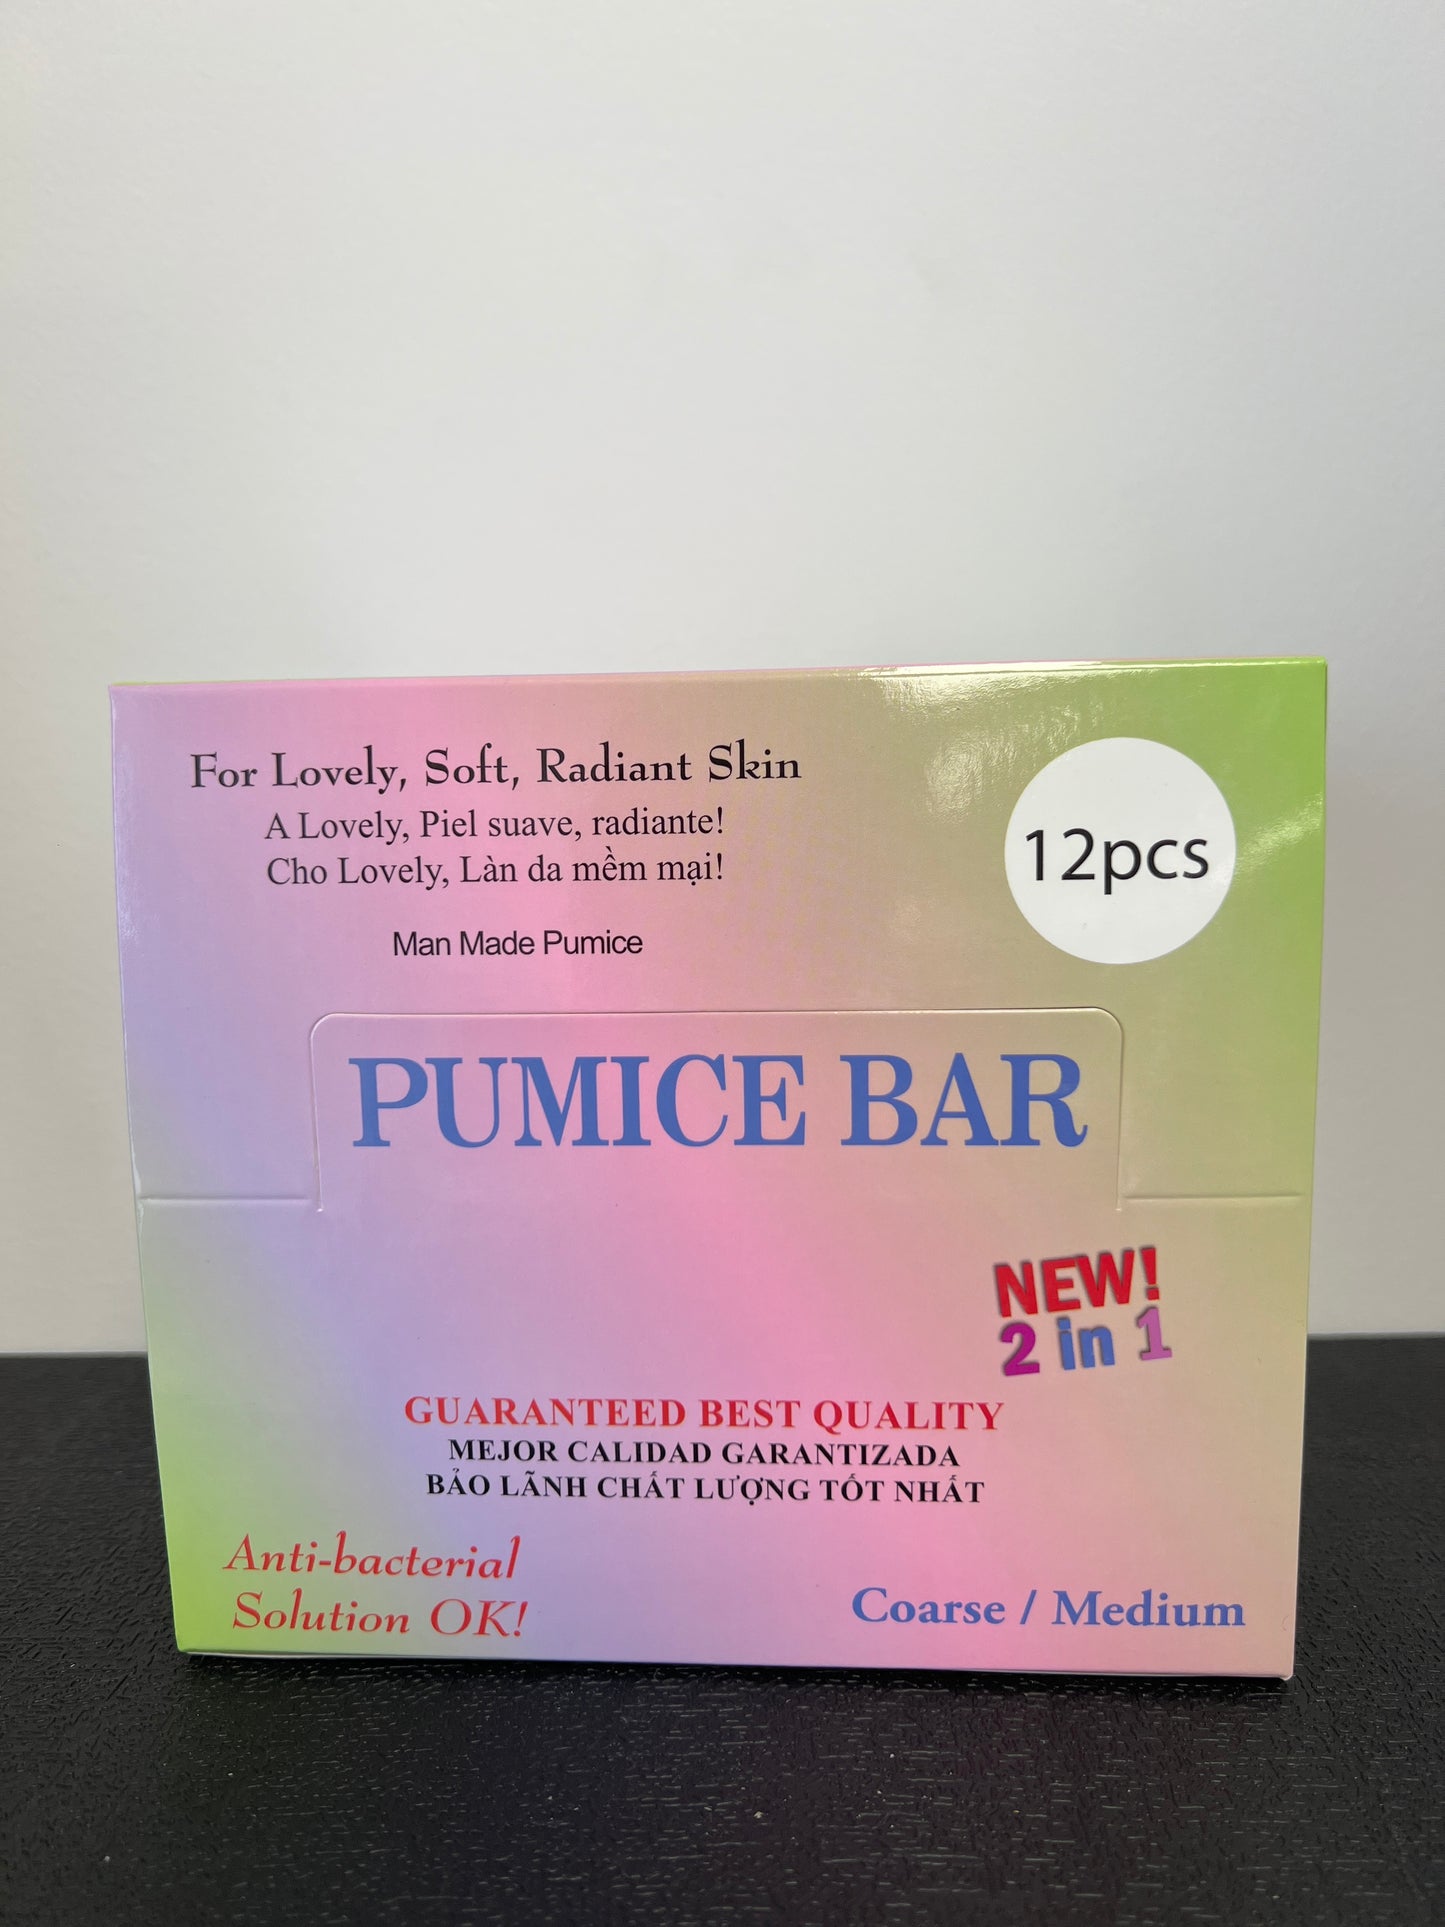 For Lovely, Soft, Radiant Skin
A Lovely, Piel suave, radiante!
Cho Lovely, Làn da mềm mại!
12pcs
Man Made Pumice
PUMICE BAR
NEW!
2 in 1
GUARANTEED BEST QUALITY
MEJOR CALIDAD GARANTIZADA
BẢO LÃNH CHẤT LƯỢNG TỐT NHẤT
Anti-bacterial
Solution OK!
Coarse / Medium